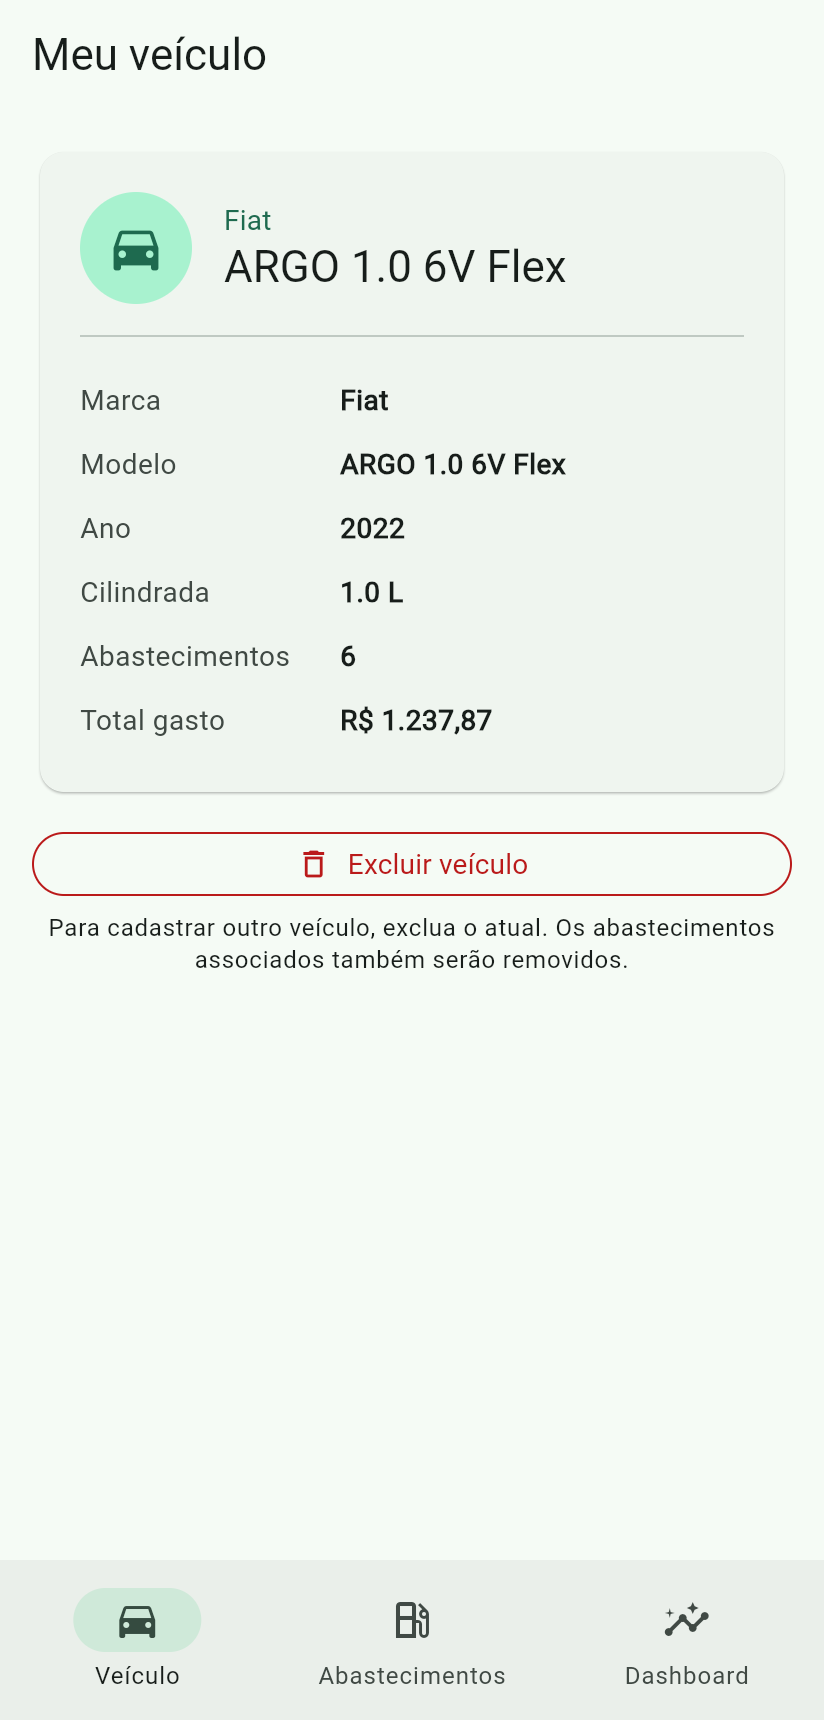 Meu veículo
Fiat
ARGO 1.0 6V Flex
Marca Fiat
Modelo ARGO 1.0 6V Flex
Ano 2022
Cilindrada 1.0 L
Abastecimentos 6
Total gasto R$ 1.237,87
Excluir veículo
Para cadastrar outro veículo, exclua o atual. Os abastecimentos
associados também serão removidos.
Veículo Abastecimentos Dashboard